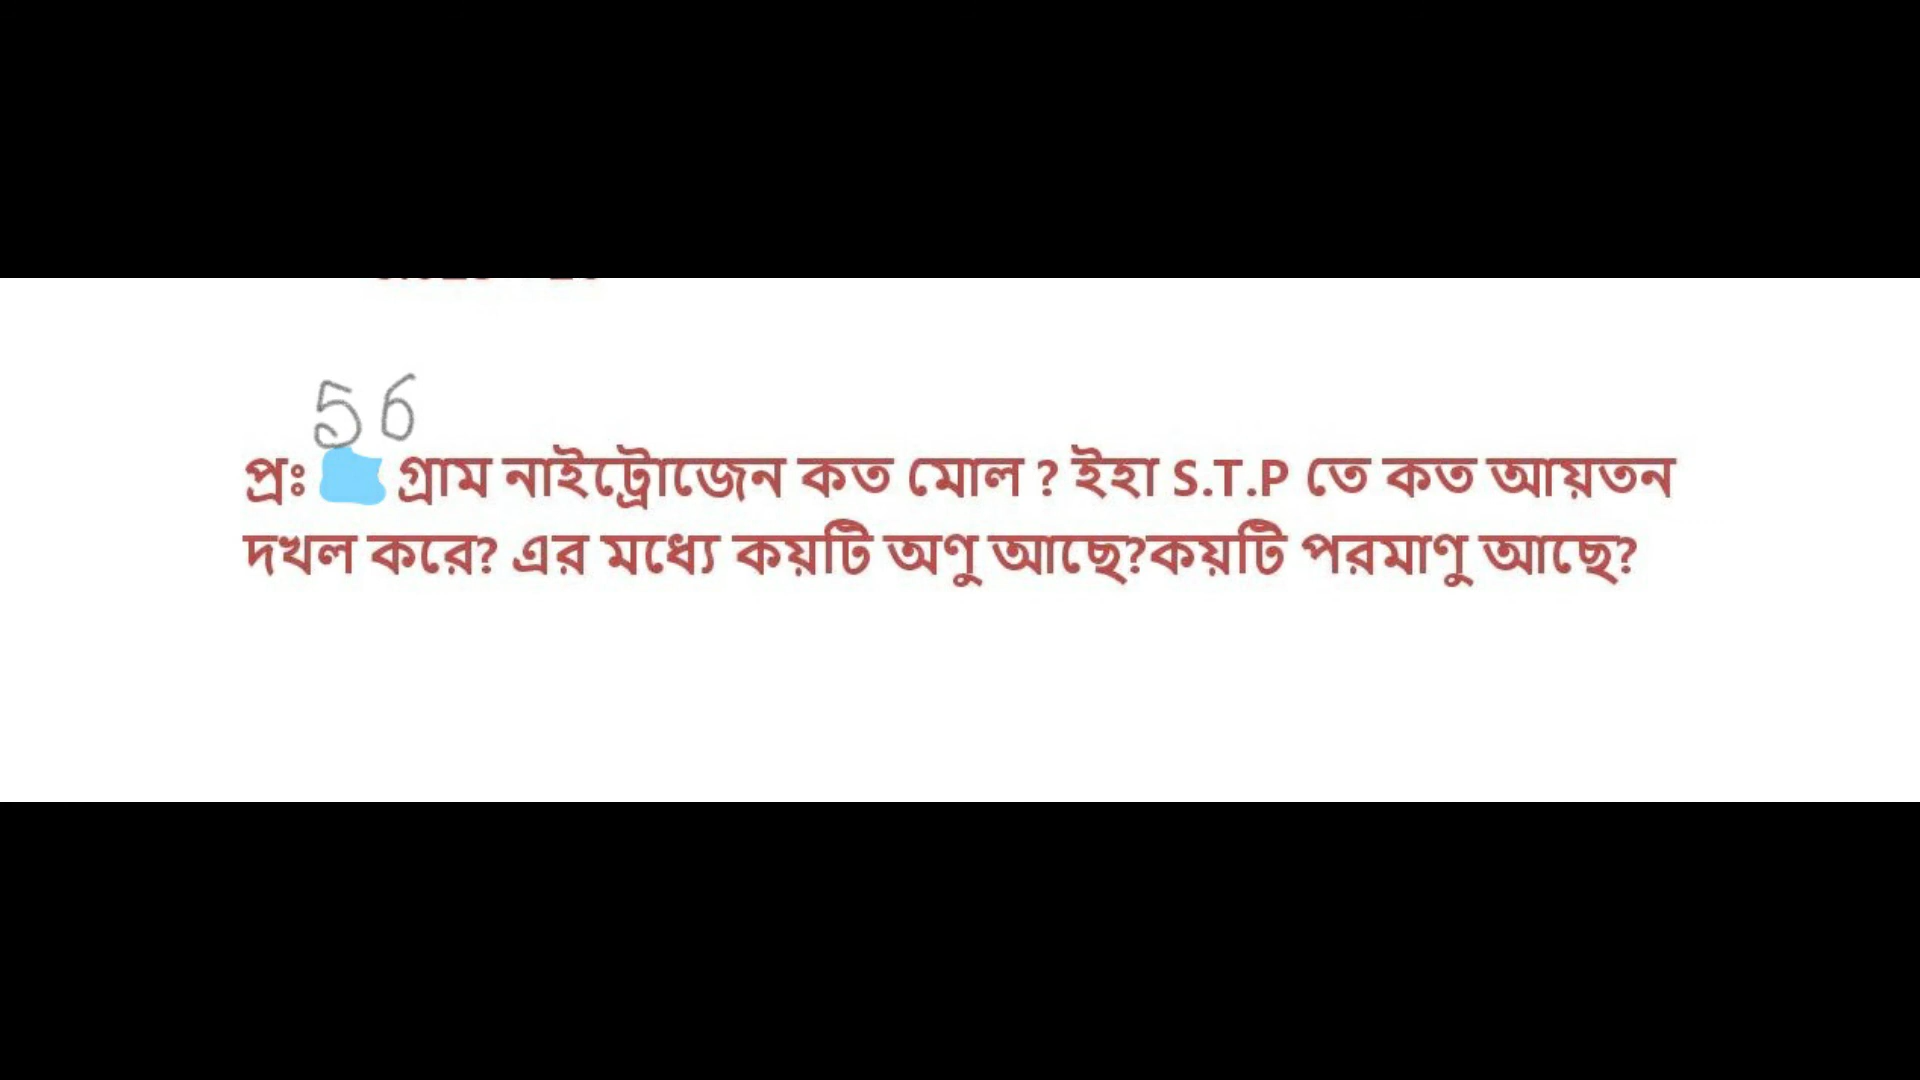 56
প্রঃ গ্রাম নাইট্রোজেন কত মোল ? ইহা S.T.P তে কত আয়তন
দখল করে? এর মধ্যে কয়টি অণু আছে?কয়টি পরমাণু আছে?